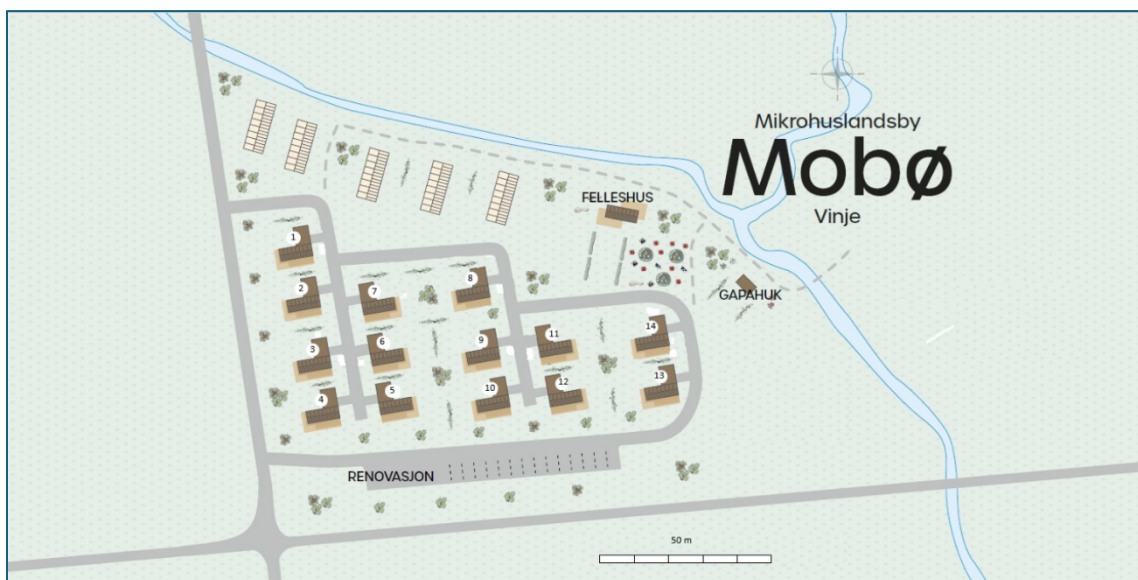 Mikrohuslandsby
Mobø
Vinje
FELLESHUS
GAPAHUK
1
2
3
4
5
6
7
8
9
10
11
12
13
14
RENOVASJON
50 m